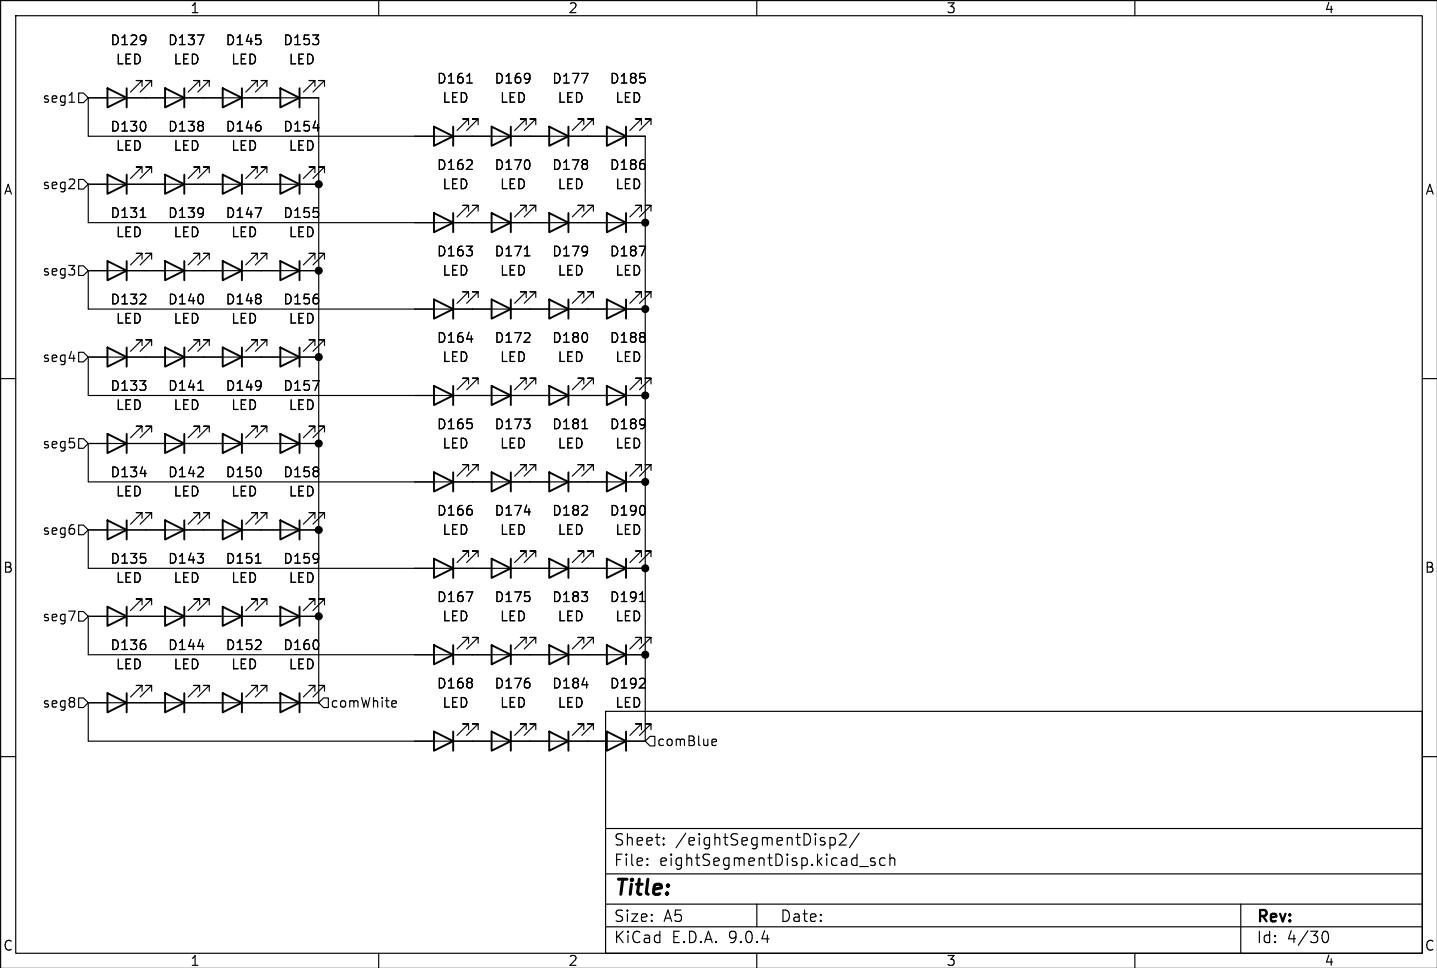 1 2 3 4
D129 D137 D145 D153
LED LED LED LED
D161 D169 D177 D185
LED LED LED LED
seg1
D130 D138 D146 D154
LED LED LED LED
D162 D170 D178 D186
LED LED LED LED
A seg2 A
D131 D139 D147 D155
LED LED LED LED
D163 D171 D179 D187
LED LED LED LED
seg3
D132 D140 D148 D156
LED LED LED LED
D164 D172 D180 D188
LED LED LED LED
seg4
D133 D141 D149 D157
LED LED LED LED
D165 D173 D181 D189
LED LED LED LED
seg5
D134 D142 D150 D158
LED LED LED LED
D166 D174 D182 D190
LED LED LED LED
seg6
D135 D143 D151 D159
LED LED LED LED
B B
D167 D175 D183 D191
LED LED LED LED
seg7
D136 D144 D152 D160
LED LED LED LED
D168 D176 D184 D192
LED LED LED LED
seg8 comWhite
comBlue
Sheet: /eightSegmentDisp2/
File: eightSegmentDisp.kicad_sch
Title:
Size: A5 Date: Rev:
KiCad E.D.A. 9.0.4 Id: 4/30
C C
1 2 3 4